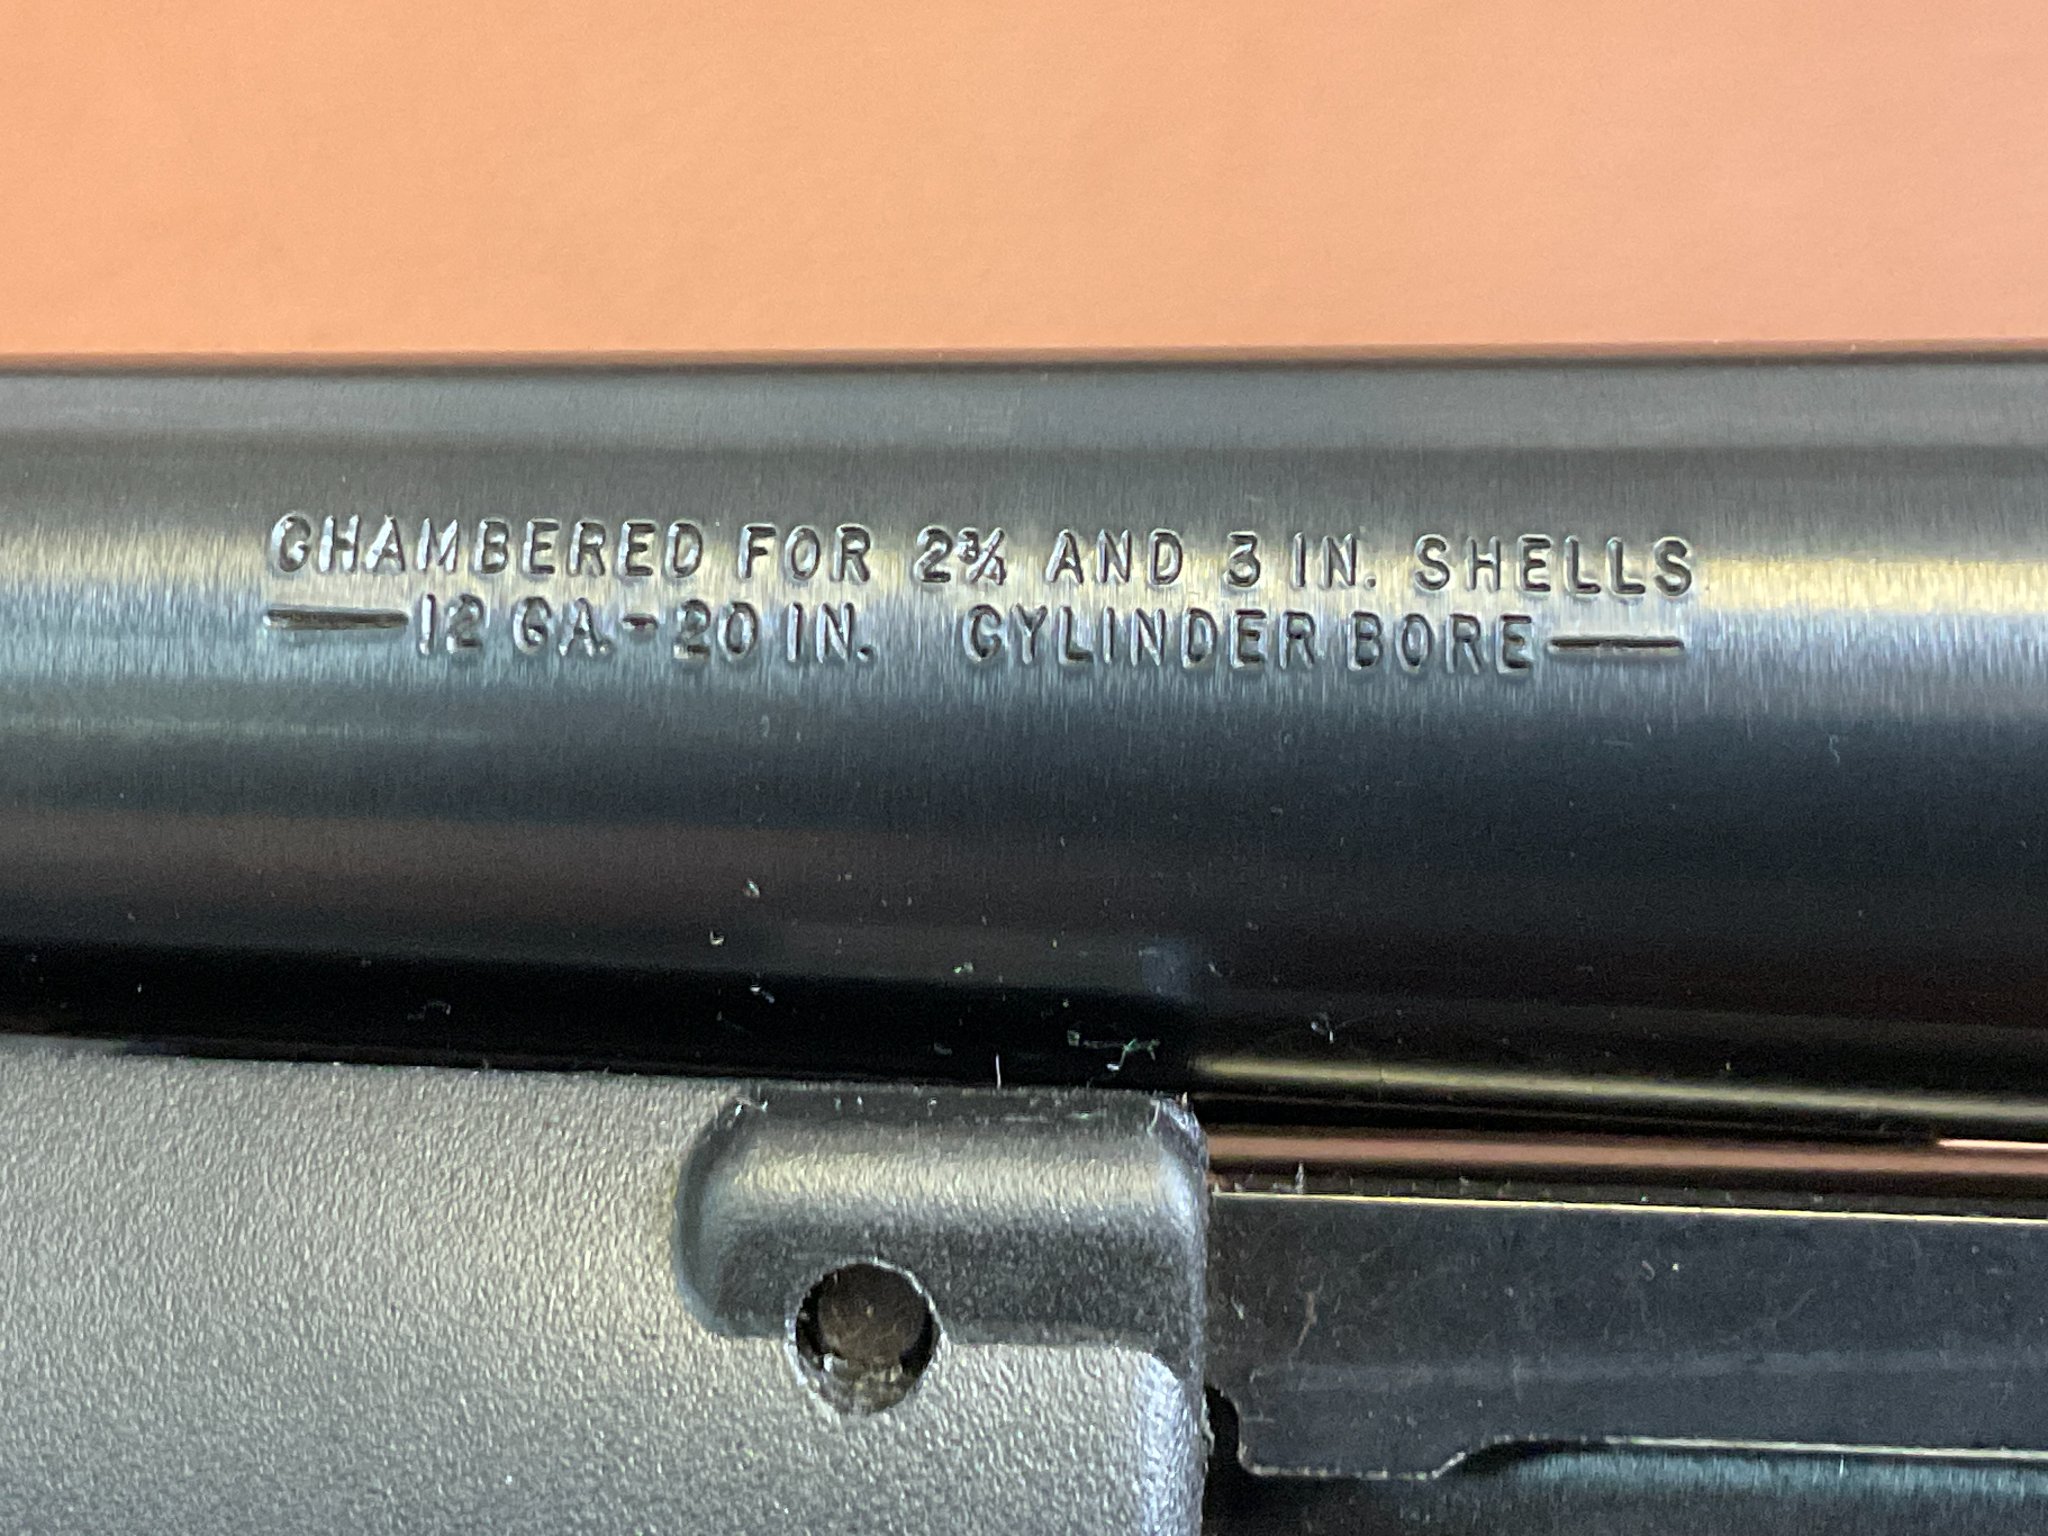 CHAMBERED FOR 2¾ AND 3 IN. SHELLS
—12 GA.-20 IN. CYLINDER BORE—